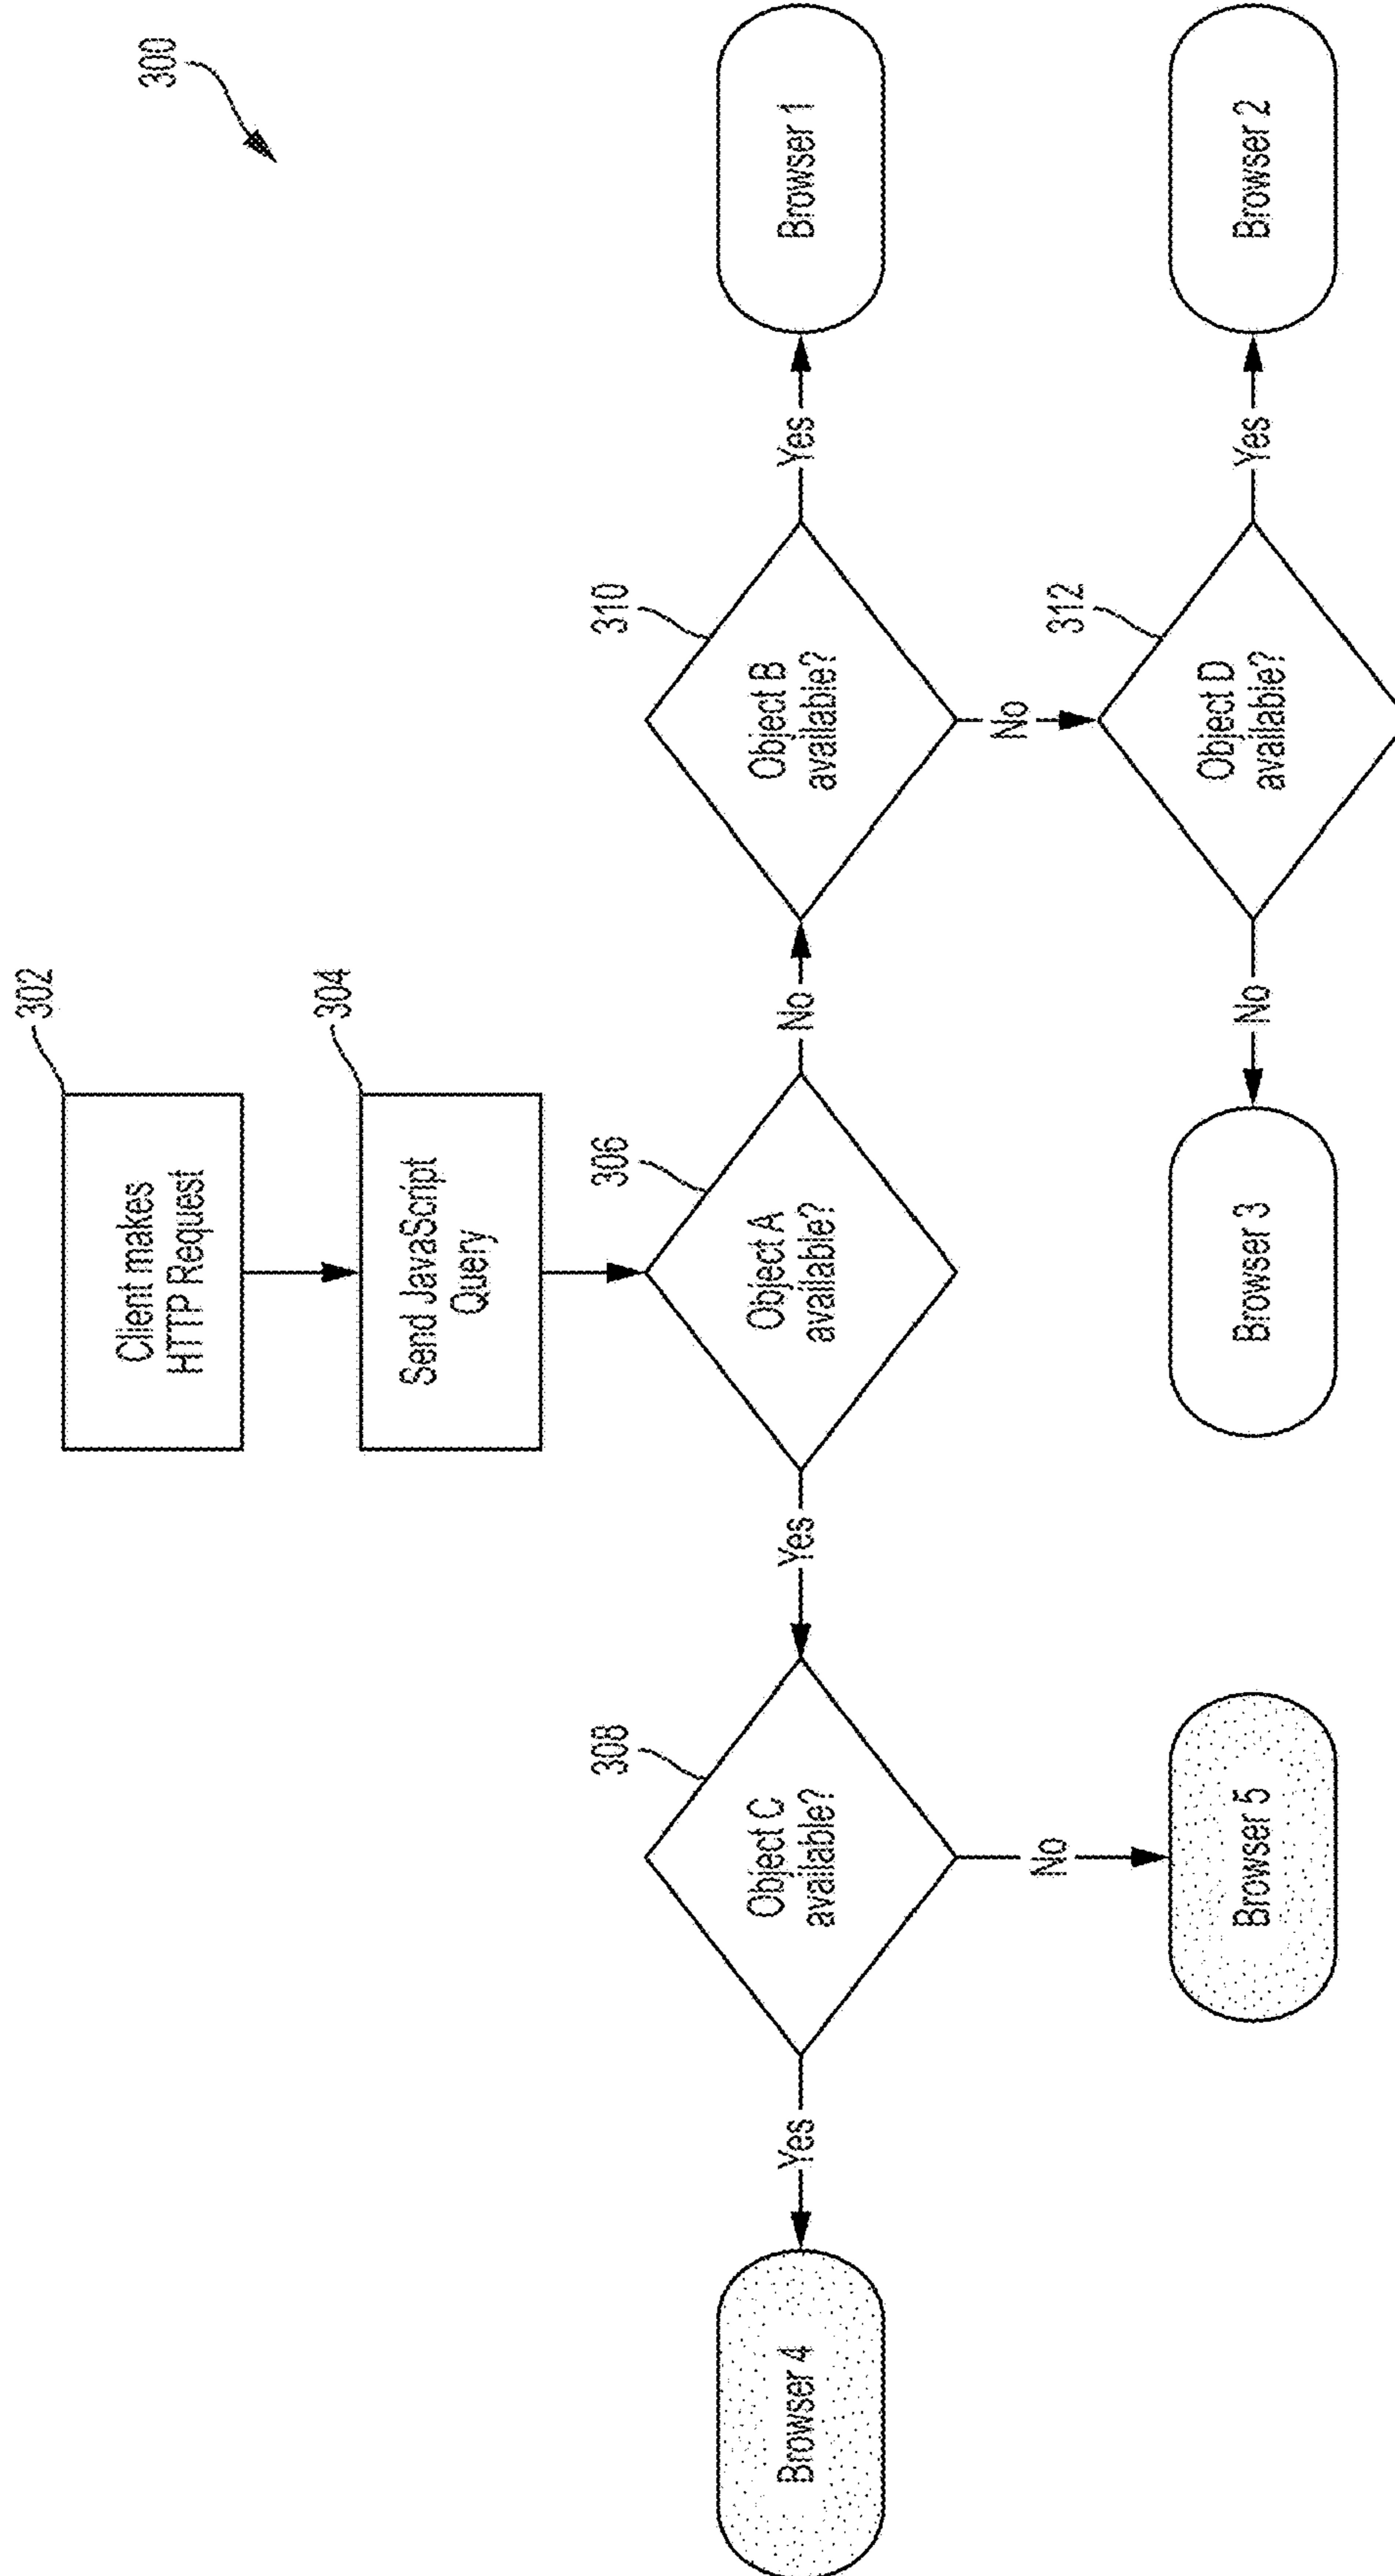 300
302
Client makes
HTTP Request
304
Send JavaScript
Query
306
Object A
available?
Yes
No
308
Object C
available?
Yes
No
Browser 4
Browser 5
310
Object B
available?
Yes
No
Browser 1
312
Object D
available?
Yes
No
Browser 2
Browser 3